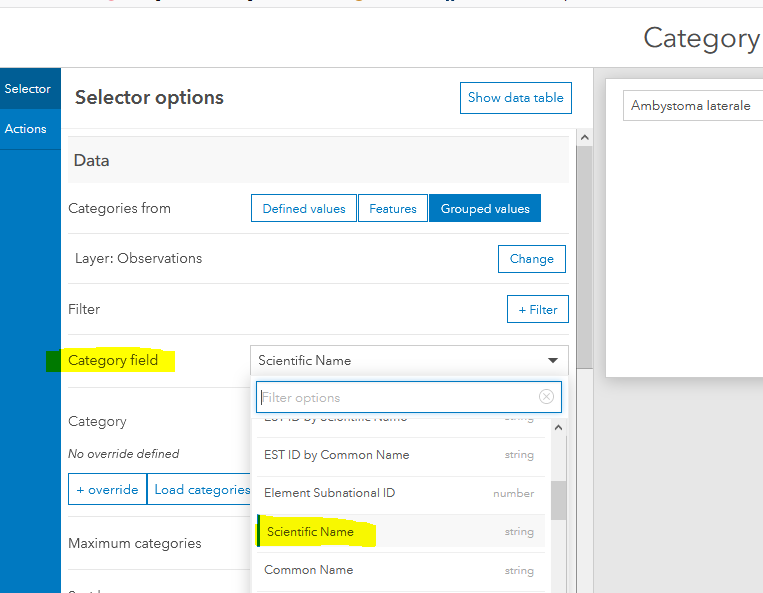 Category
Selector
Selector options
Show data table
Ambystoma laterale
Actions
Data
Categories from
Defined values
Features
Grouped values
Layer: Observations
Change
Filter
+ Filter
Category field
Scientific Name
Filter options
EST ID by Scientific Name
string
Category
EST ID by Common Name
string
No override defined
+ override
Load categories
Element Subnational ID
number
Scientific Name
string
Maximum categories
Common Name
string